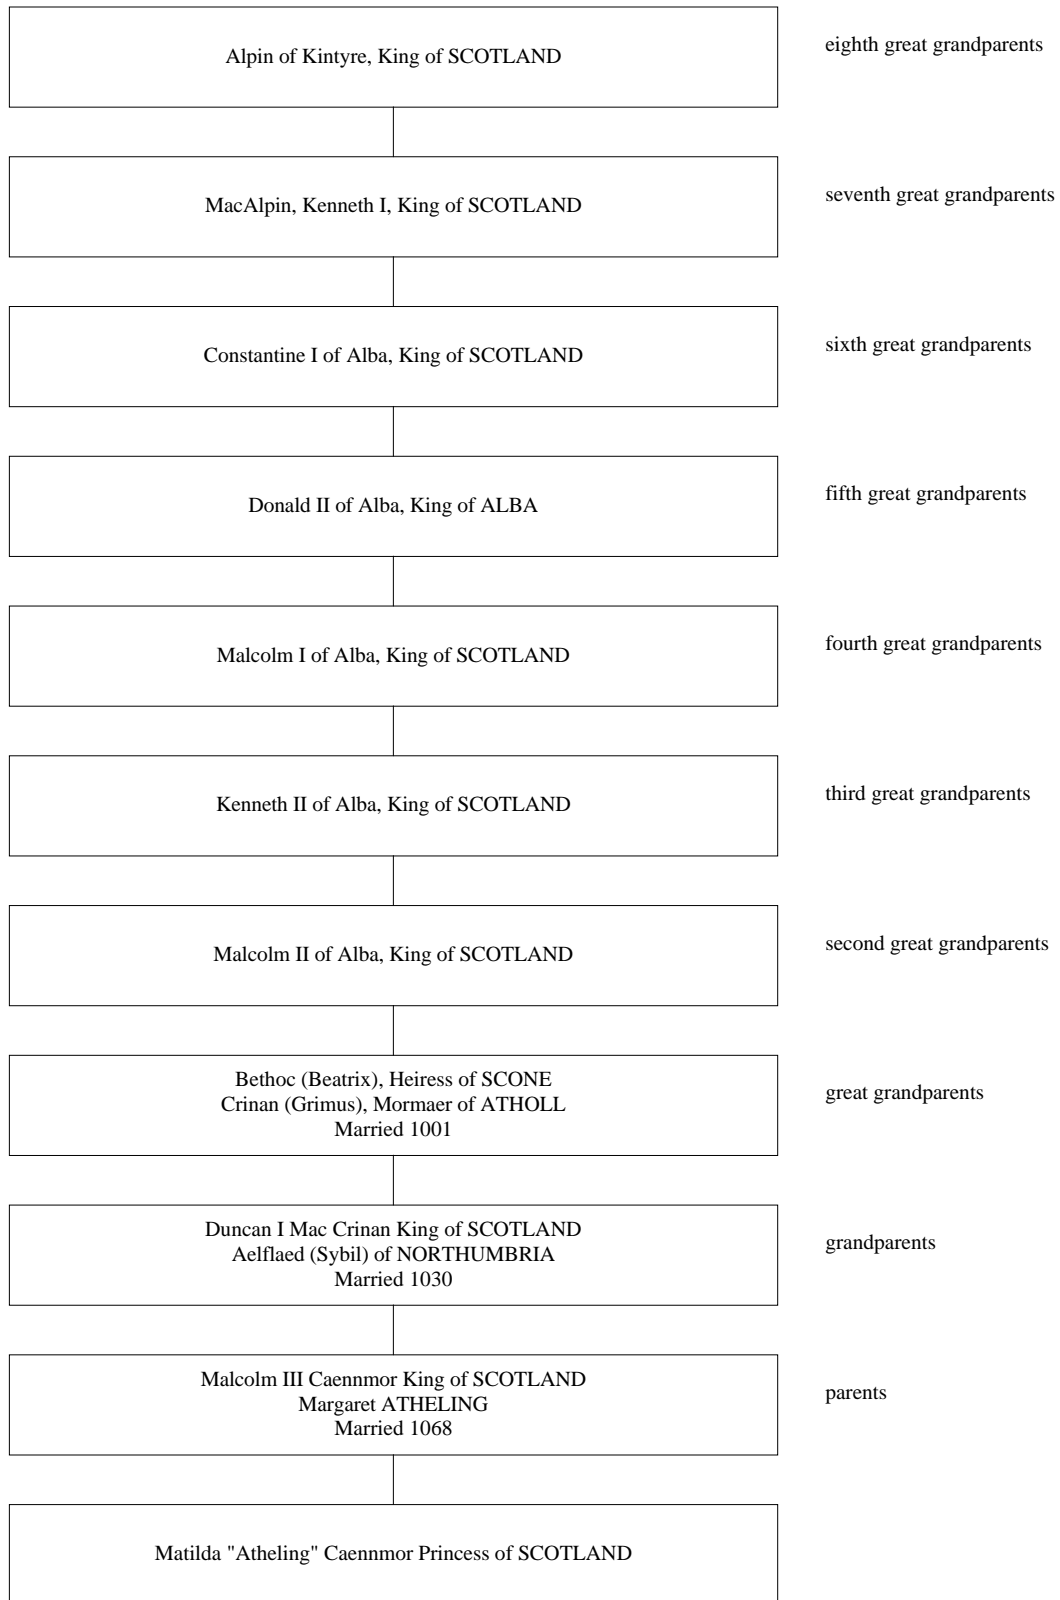 Alpin of Kintyre, King of SCOTLAND
eighth great grandparents
MacAlpin, Kenneth I, King of SCOTLAND
seventh great grandparents
Constantine I of Alba, King of SCOTLAND
sixth great grandparents
Donald II of Alba, King of ALBA
fifth great grandparents
Malcolm I of Alba, King of SCOTLAND
fourth great grandparents
Kenneth II of Alba, King of SCOTLAND
third great grandparents
Malcolm II of Alba, King of SCOTLAND
second great grandparents
Bethoc (Beatrix), Heiress of SCONE
Crinan (Grimus), Mormaer of ATHOLL
Married 1001
great grandparents
Duncan I Mac Crinan King of SCOTLAND
Aelflaed (Sybil) of NORTHUMBRIA
Married 1030
grandparents
Malcolm III Caennmor King of SCOTLAND
Margaret ATHELING
Married 1068
parents
Matilda "Atheling" Caennmor Princess of SCOTLAND